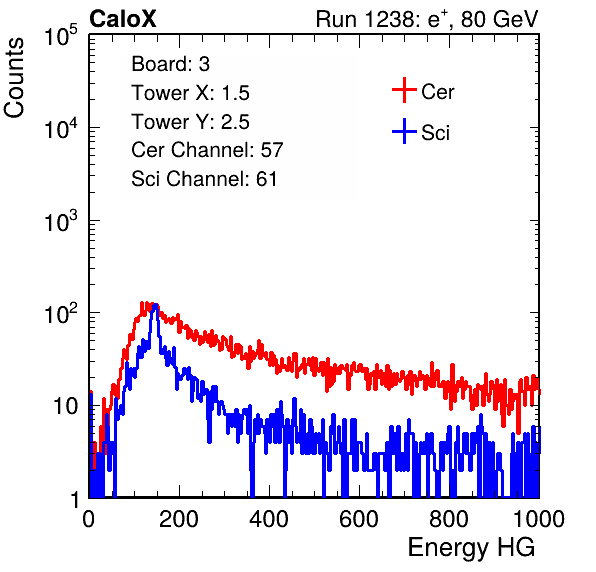 CaloX Run 1238: e⁺, 80 GeV
Counts
Board: 3
Tower X: 1.5
Tower Y: 2.5
Cer Channel: 57
Sci Channel: 61
Cer
Sci
10⁵
10⁴
10³
10²
10
1
0 200 400 600 800 1000
Energy HG